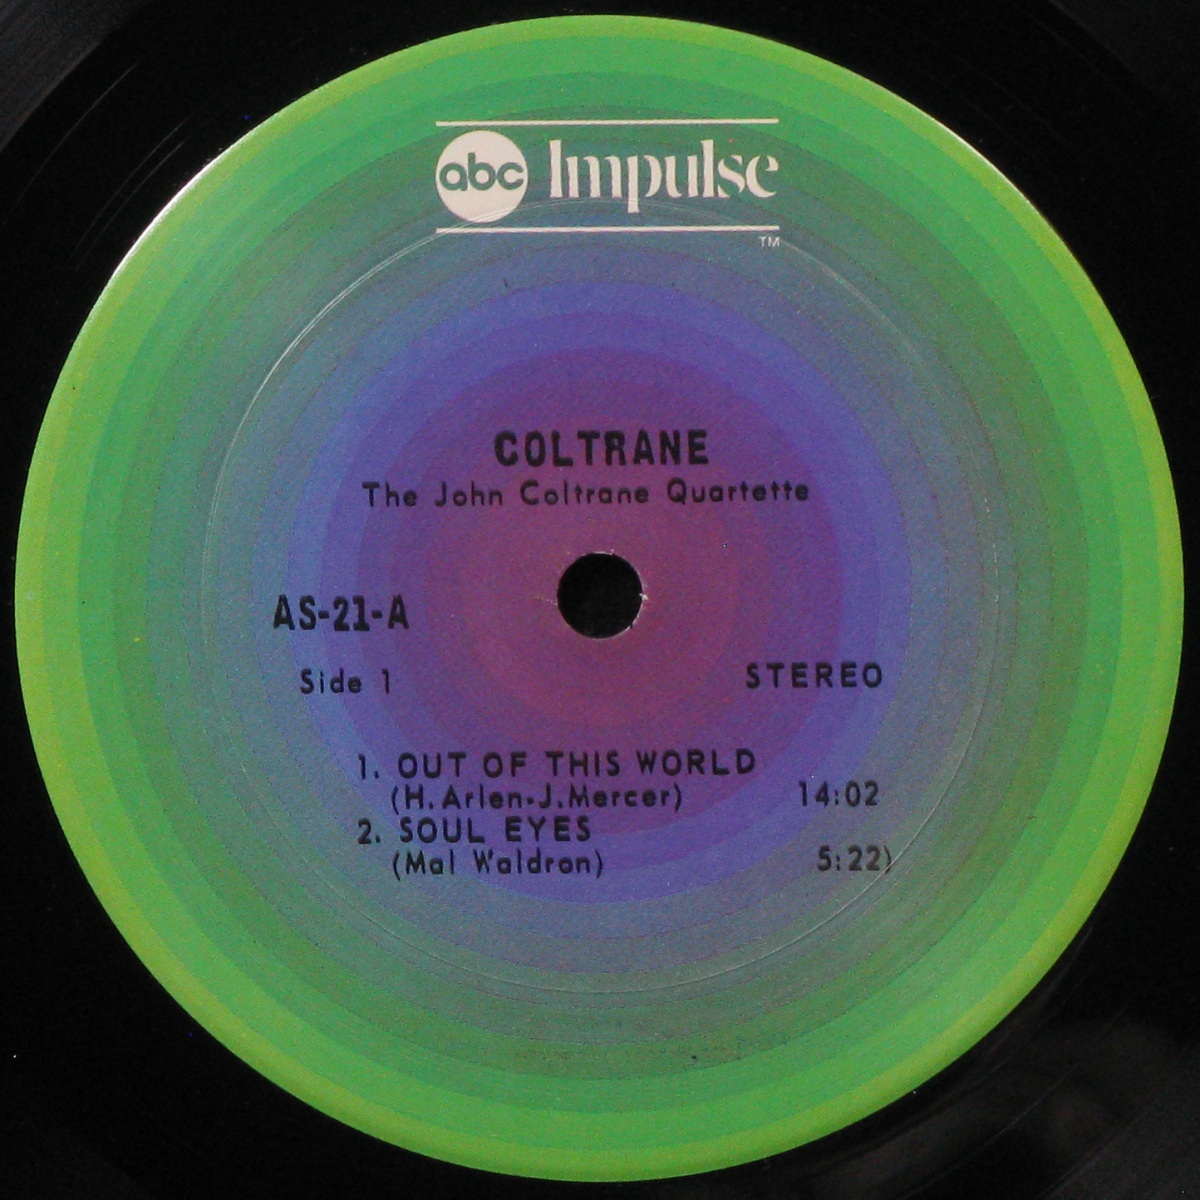 abc Impulse
TM
COLTRANE
The John Coltrane Quartette
AS-21-A
Side 1 STEREO
1. OUT OF THIS WORLD
(H. Arlen-J. Mercer) 14:02
2. SOUL EYES
(Mal Waldron) 5:22)